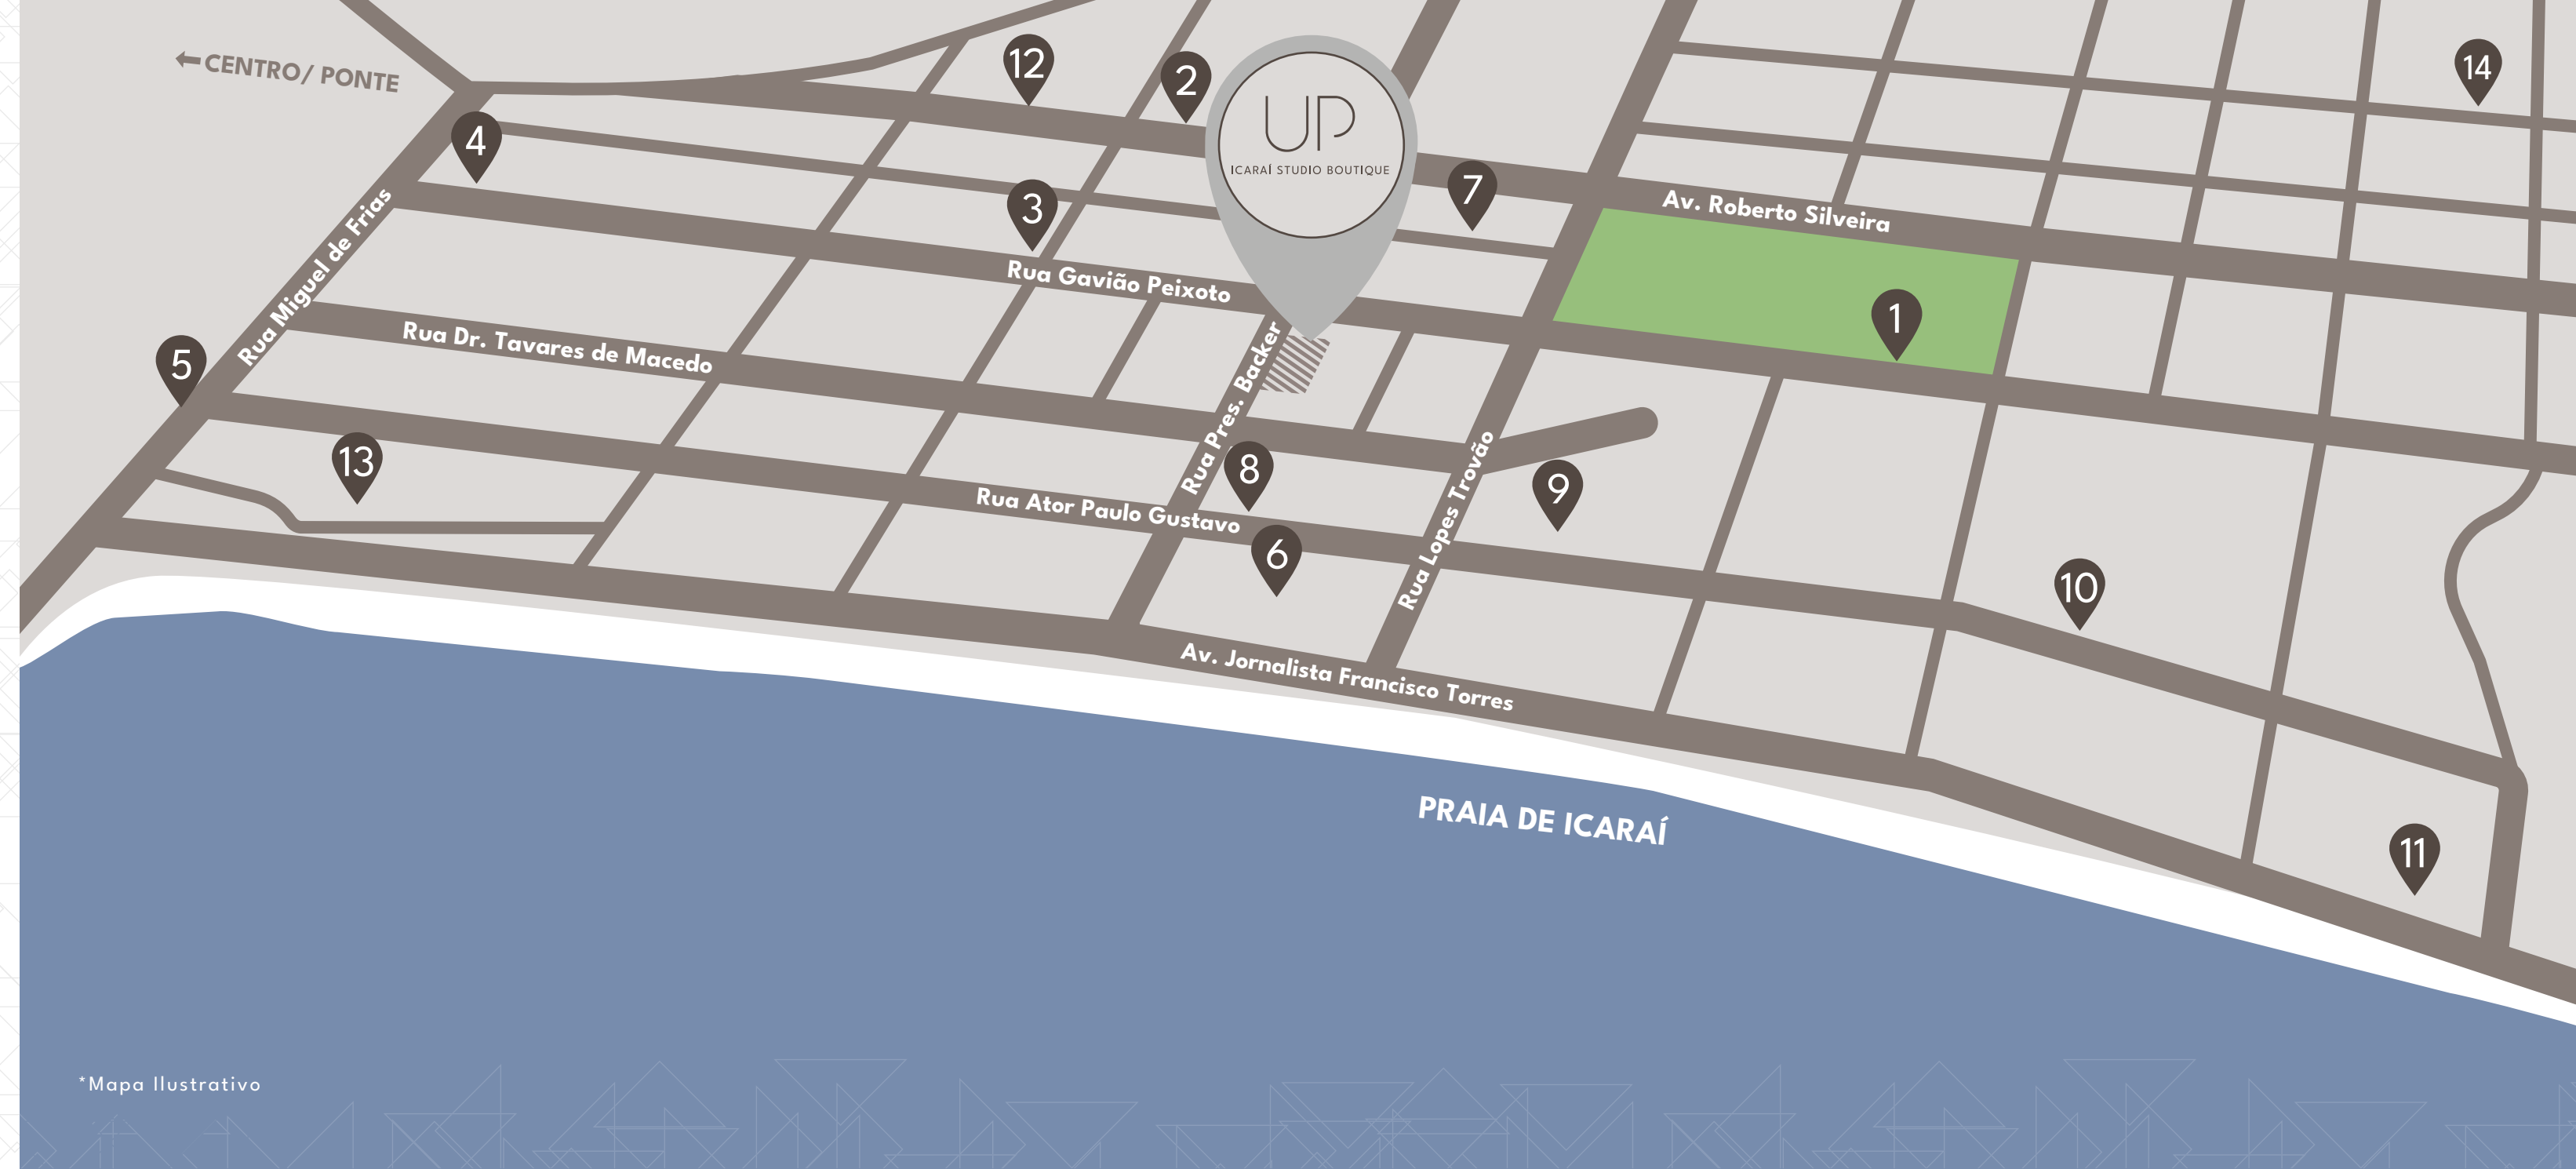 ← CENTRO/ PONTE
12
2
14
4
UP
ICARAÍ STUDIO BOUTIQUE
3
7
Av. Roberto Silveira
Rua Miguel de Frias
Rua Gavião Peixoto
1
5
Rua Dr. Tavares de Macedo
Rua Pres. Backer
13
8
9
Rua Ator Paulo Gustavo
Rua Lopes Trovão
6
10
Av. Jornalista Francisco Torres
PRAIA DE ICARAÍ
11
*Mapa Ilustrativo